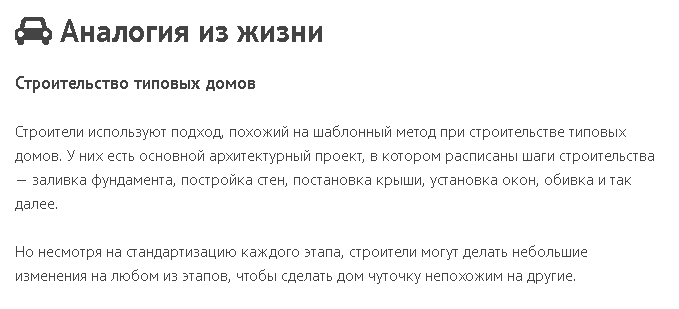 Аналогия из жизни
Строительство типовых домов
Строители используют подход, похожий на шаблонный метод при строительстве типовых
домов. У них есть основной архитектурный проект, в котором расписаны шаги строительства
— заливка фундамента, постройка стен, постановка крыши, установка окон, обивка и так
далее.
Но несмотря на стандартизацию каждого этапа, строители могут делать небольшие
изменения на любом из этапов, чтобы сделать дом чуточку непохожим на другие.